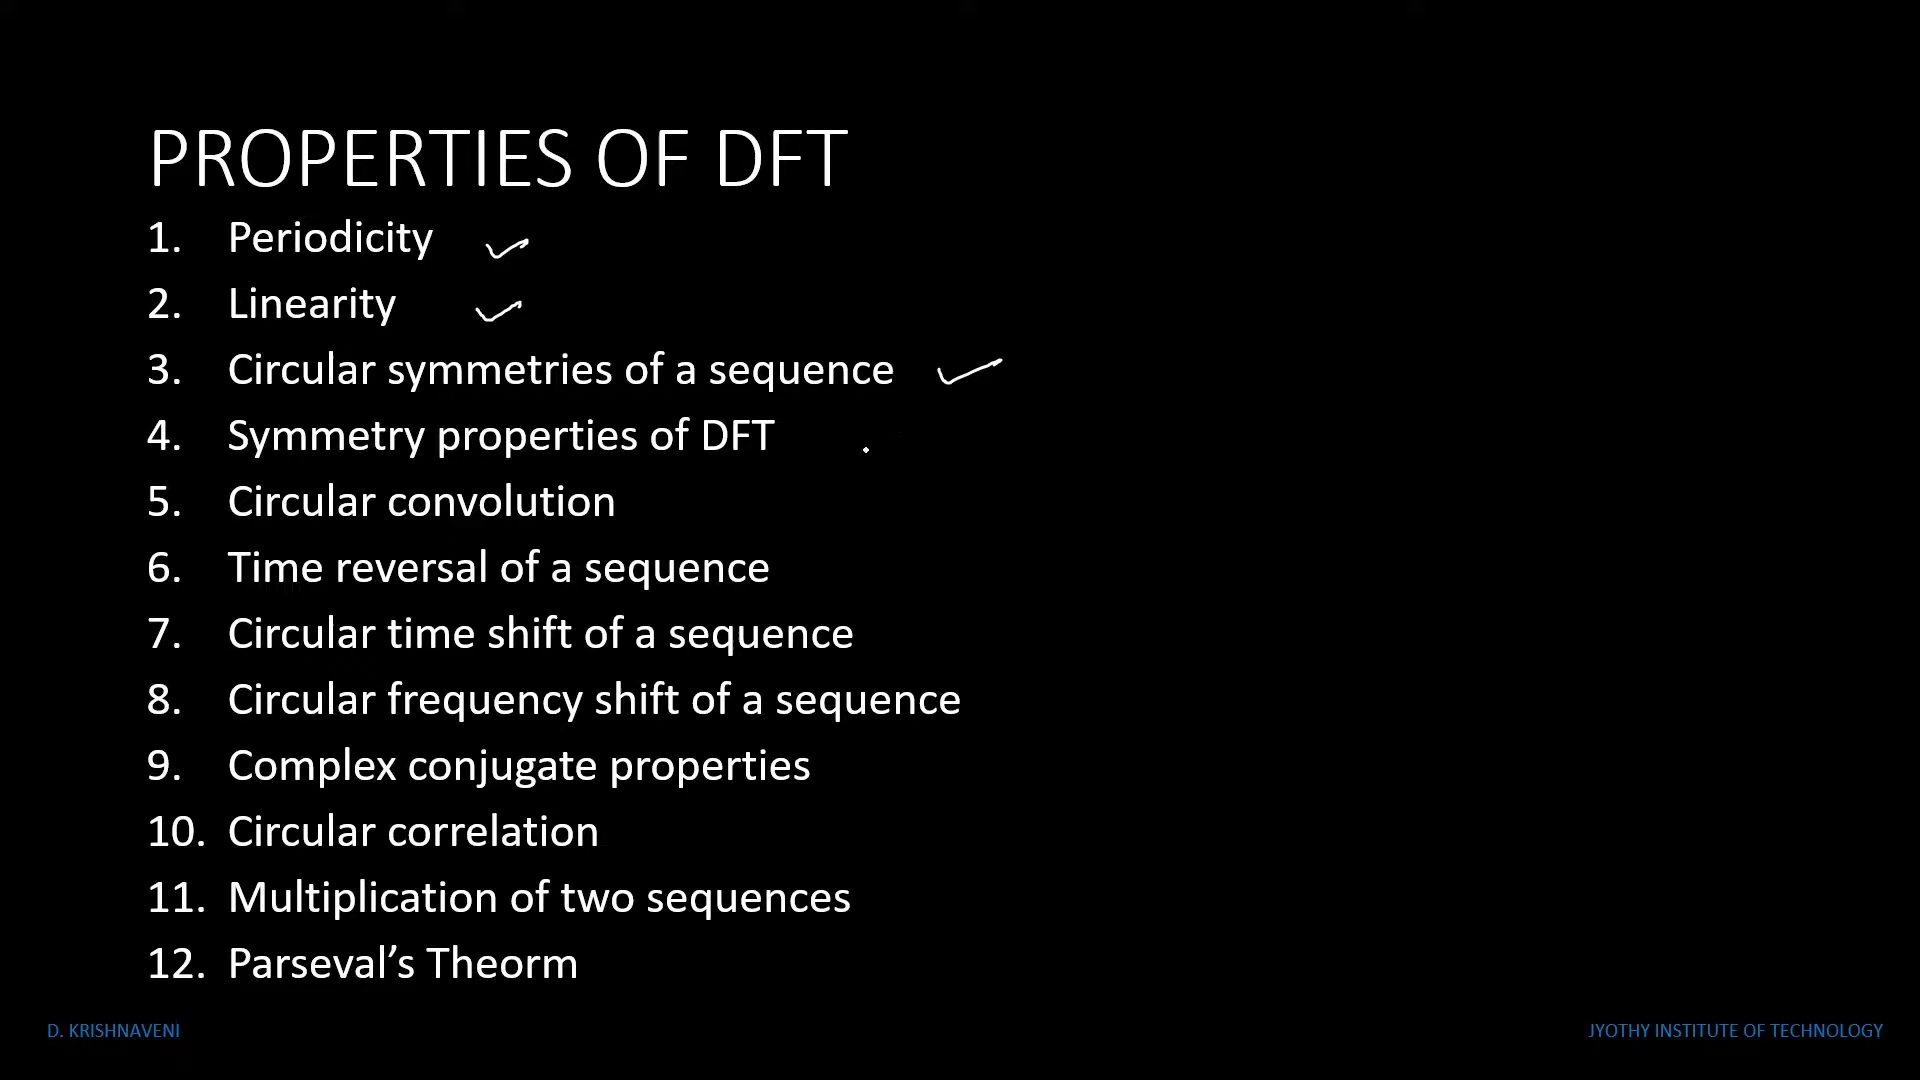 PROPERTIES OF DFT
1. Periodicity
2. Linearity
3. Circular symmetries of a sequence
4. Symmetry properties of DFT
5. Circular convolution
6. Time reversal of a sequence
7. Circular time shift of a sequence
8. Circular frequency shift of a sequence
9. Complex conjugate properties
10. Circular correlation
11. Multiplication of two sequences
12. Parseval’s Theorm
D. KRISHNAVENI
JYOTHY INSTITUTE OF TECHNOLOGY